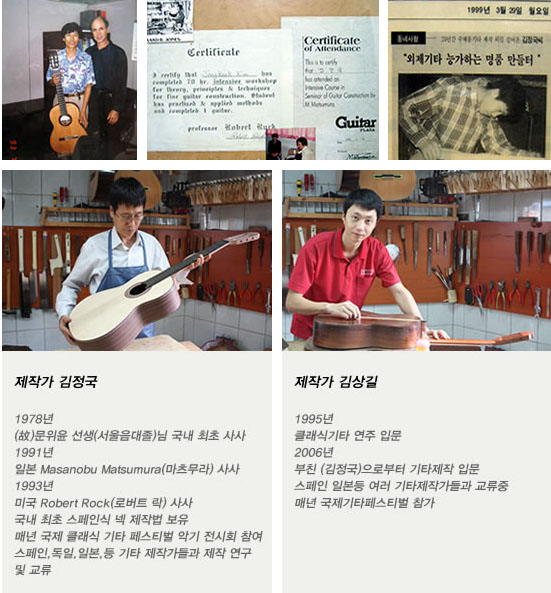 1999年 3월 29일 월요일
동네사람
"외제기타 능가하는 명품 만들터"
Certificate
I certify that
completed 70 hr. Intensive workshop
for theory, principles & techniques
for fine guitar construction. Student
has practised & applied methods
and completed 1 guitar.
professor Robert Ruck
Certificate
of Attendance
This is to certify
that
has attended an
Intensive Course in
Seminar of Guitar Construction by
M. Matsumura
Guitar
제작가 김정국
1978년
(故)문위윤 선생(서울음대졸)님 국내 최초 사사
1991년
일본 Masanobu Matsumura(마츠무라) 사사
1993년
미국 Robert Rock(로버트 락) 사사
국내 최초 스페인식 넥 제작법 보유
매년 국제 클래식 기타 페스티벌 악기 전시회 참여
스페인,독일,일본,등 기타 제작가들과 제작 연구
및 교류
제작가 김상길
1995년
클래식기타 연주 입문
2006년
부친 (김정국)으로부터 기타제작 입문
스페인 일본등 여러 기타제작가들과 교류중
매년 국제기타페스티벌 참가